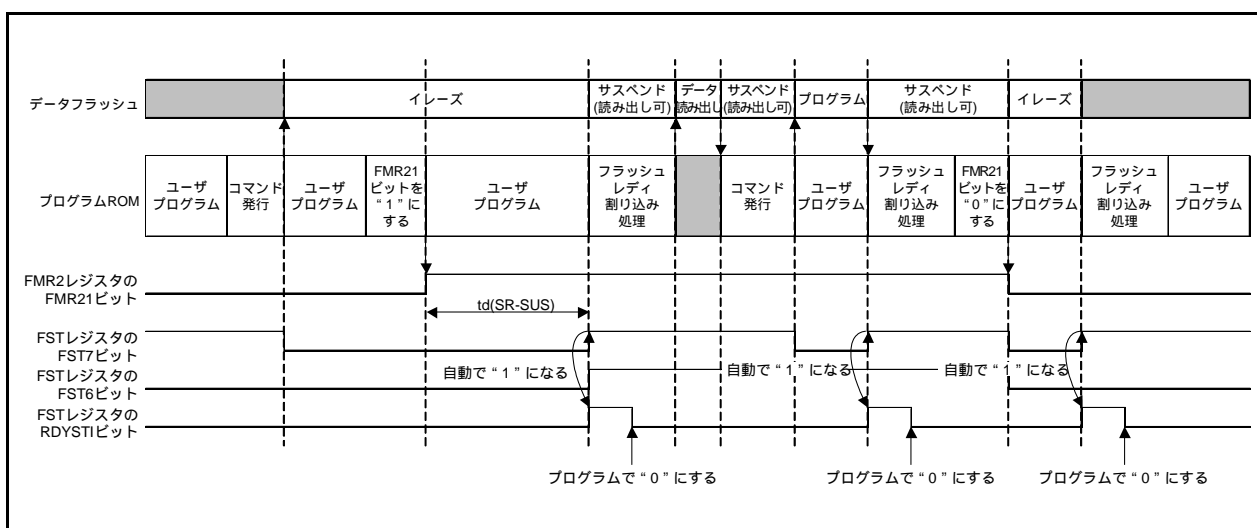 データフラッシュ
イレーズ
サスペンド
(読み出し可)
データ
読み出し
サスペンド
(読み出し可)
プログラム
サスペンド
(読み出し可)
イレーズ
プログラムROM
ユーザ
プログラム
コマンド
発行
ユーザ
プログラム
FMR21
ビットを
“1”に
する
ユーザ
プログラム
フラッシュ
レディ
割り込み
処理
コマンド
発行
ユーザ
プログラム
フラッシュ
レディ
割り込み
処理
FMR21
ビットを
“0”に
する
ユーザ
プログラム
フラッシュ
レディ
割り込み
処理
ユーザ
プログラム
FMR2レジスタの
FMR21ビット
td(SR-SUS)
FSTレジスタの
FST7ビット
自動で“1”になる
自動で“1”になる
自動で“1”になる
FSTレジスタの
FST6ビット
FSTレジスタの
RDYSTIビット
プログラムで“0”にする
プログラムで“0”にする
プログラムで“0”にする